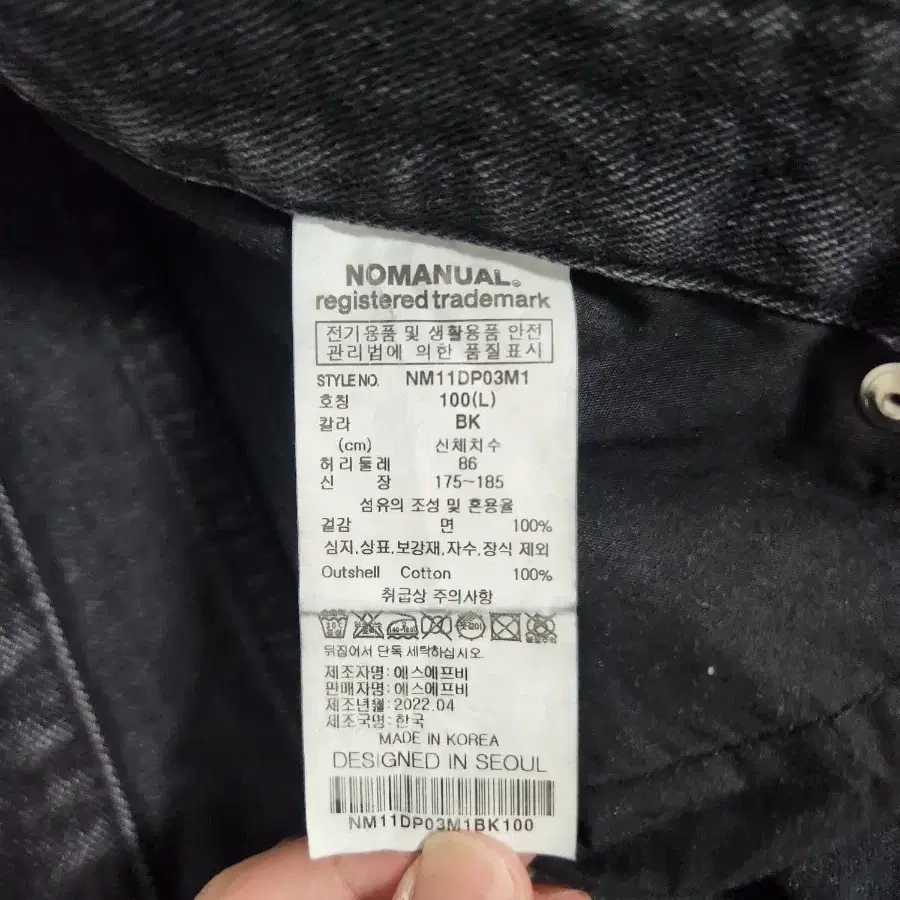 NOMANUAL®
registered trademark
전기용품 및 생활용품 안전
관리법에 의한 품질표시
STYLE NO. NM11DP03M1
호칭 100(L)
칼라 BK
(cm) 신체치수
허리둘레 86
신 장 175~185
섬유의 조성 및 혼용율
겉감 면 100%
심지,상표,보강재,자수,장식 제외
Outshell Cotton 100%
취급상 주의사항
뒤집어서 단독 세탁하십시오.
제조자명:에스에프비
판매자명:에스에프비
제조년월:2022.04
제조국명:한국
MADE IN KOREA
DESIGNED IN SEOUL
NM11DP03M1BK100